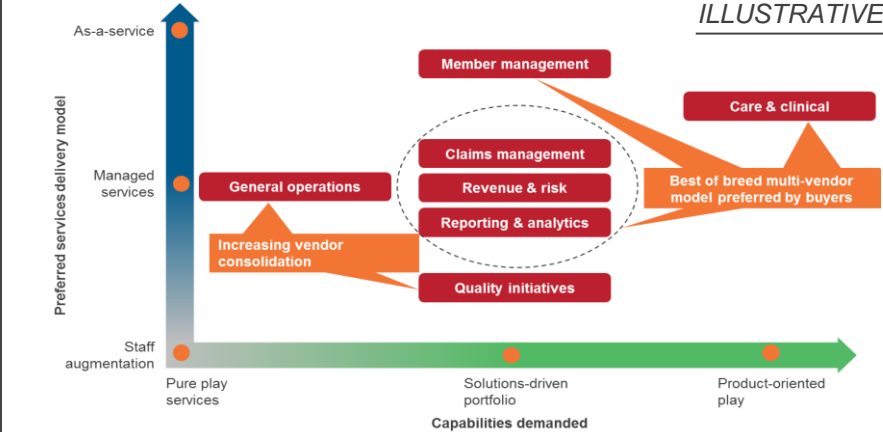 ILLUSTRATIVE
As-a-service
Member management
Care & clinical
Preferred services delivery model
Claims management
Managed
services
General operations
Revenue & risk
Best of breed multi-vendor
model preferred by buyers
Reporting & analytics
Increasing vendor
consolidation
Quality initiatives
Staff
augmentation
Pure play
services
Solutions-driven
portfolio
Product-oriented
play
Capabilities demanded